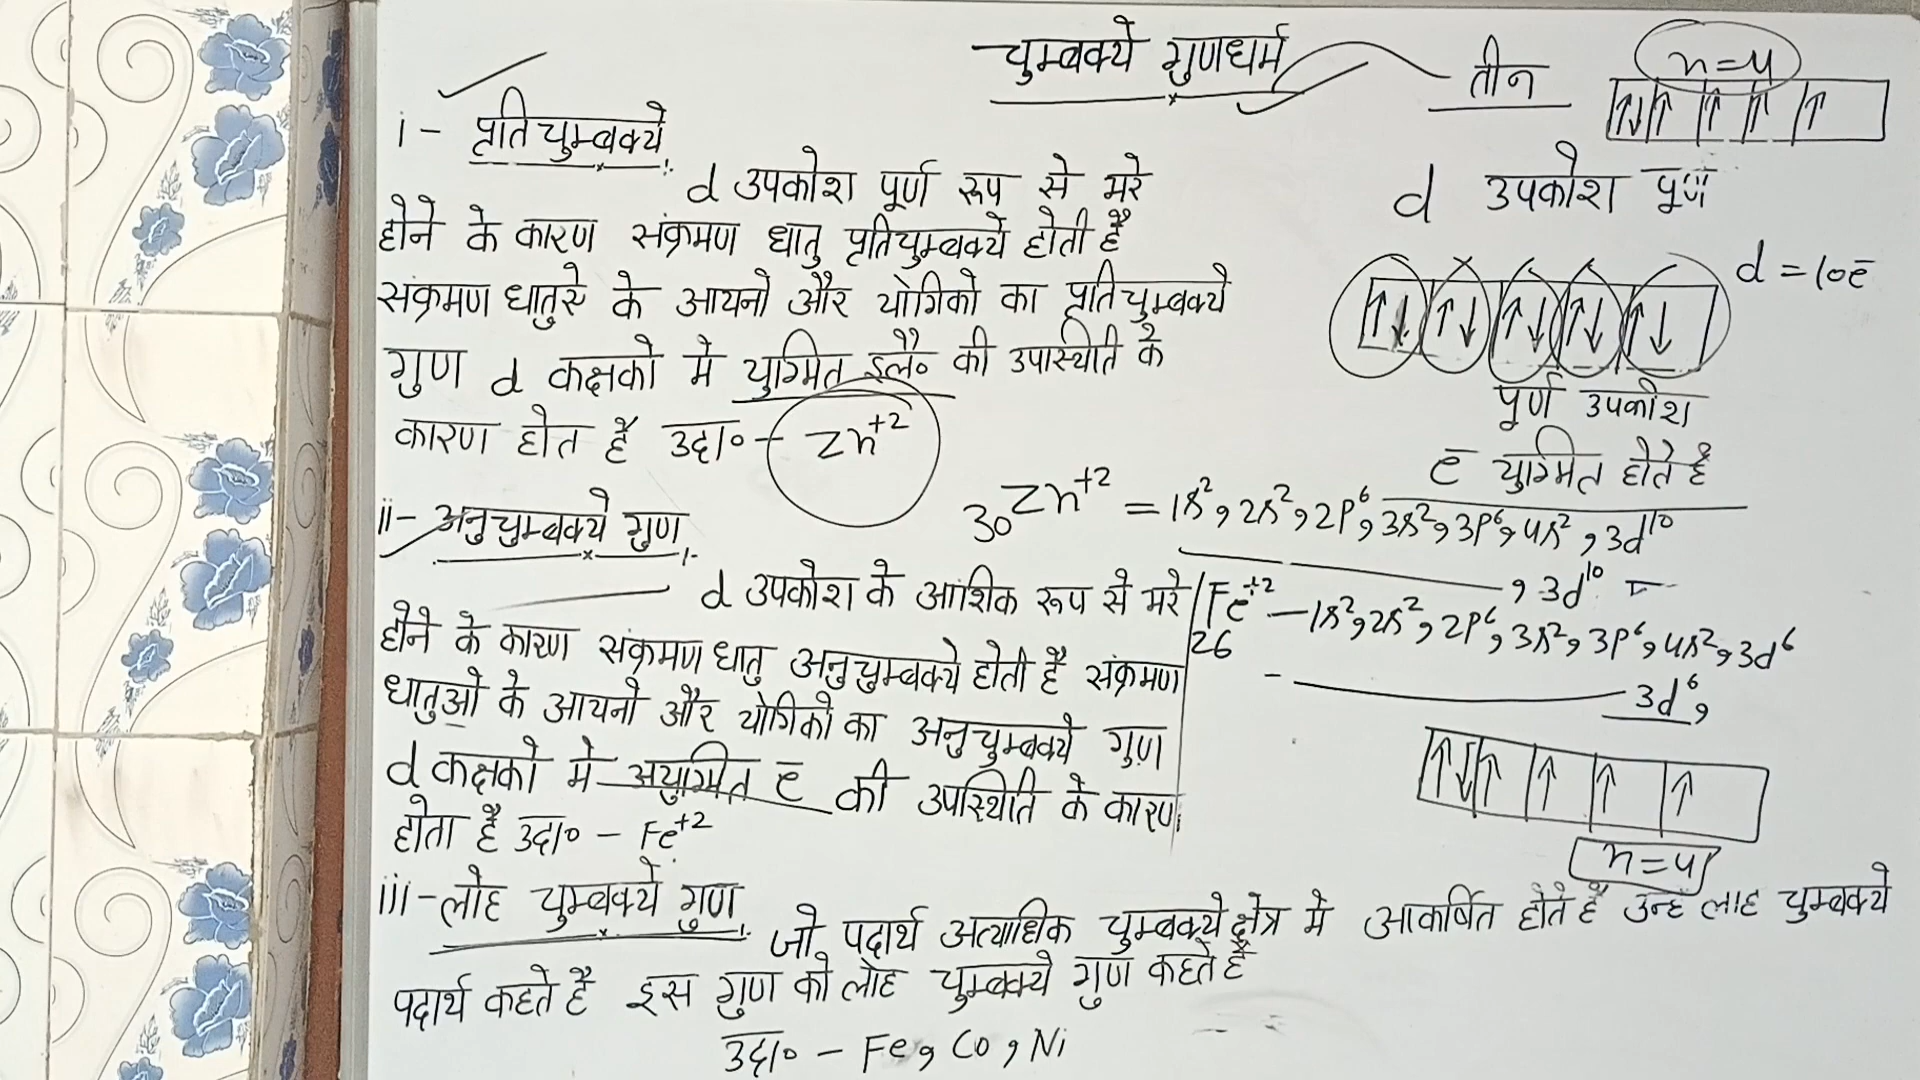 चुम्बक्ये गुणधर्म
तीन
n=4
i - प्रतिचुम्बक्ये
d उपकोश पूर्ण रूप से भरे
होने के कारण संक्रमण धातु प्रतिचुम्बक्ये होती है
संक्रमण धातुए के आयनो और योगिको का प्रतिचुम्बक्ये
गुण d कक्षको मे युग्मित इलै० की उपास्थिति के
कारण होत है उदा० - Zn+2
d उपकोश पूर्ण
d = 10e̅
↑↓ ↑↓ ↑↓ ↑↓ ↑↓
पूर्ण उपकोश
e̅ युग्मित होते है
30Zn+2 = 1s², 2s², 2p⁶, 3s², 3p⁶, 4s², 3d¹⁰
, 3d¹⁰
ii - अनुचुम्बक्ये गुण
d उपकोश के आंशिक रूप से भरे
होने के कारण संक्रमण धातु अनुचुम्बक्ये होती है संक्रमण
धातुओ के आयनो और योगिको का अनुचुम्बक्ये गुण
d कक्षको मे अयुग्मित e̅ की उपस्थिति के कारण
होता है उदा० - Fe+2
26Fe+2 - 1s², 2s², 2p⁶, 3s², 3p⁶, 4s², 3d⁶
3d⁶,
↑↓ ↑ ↑ ↑ ↑
n=4
iii - लोह चुम्बक्ये गुण
जो पदार्थ अत्याधिक चुम्बक्ये क्षेत्र मे आकर्षित होते है उन्हे लोह चुम्बक्ये
पदार्थ कहते है इस गुण को लोह चुम्बक्ये गुण कहते है
उदा० - Fe, Co, Ni